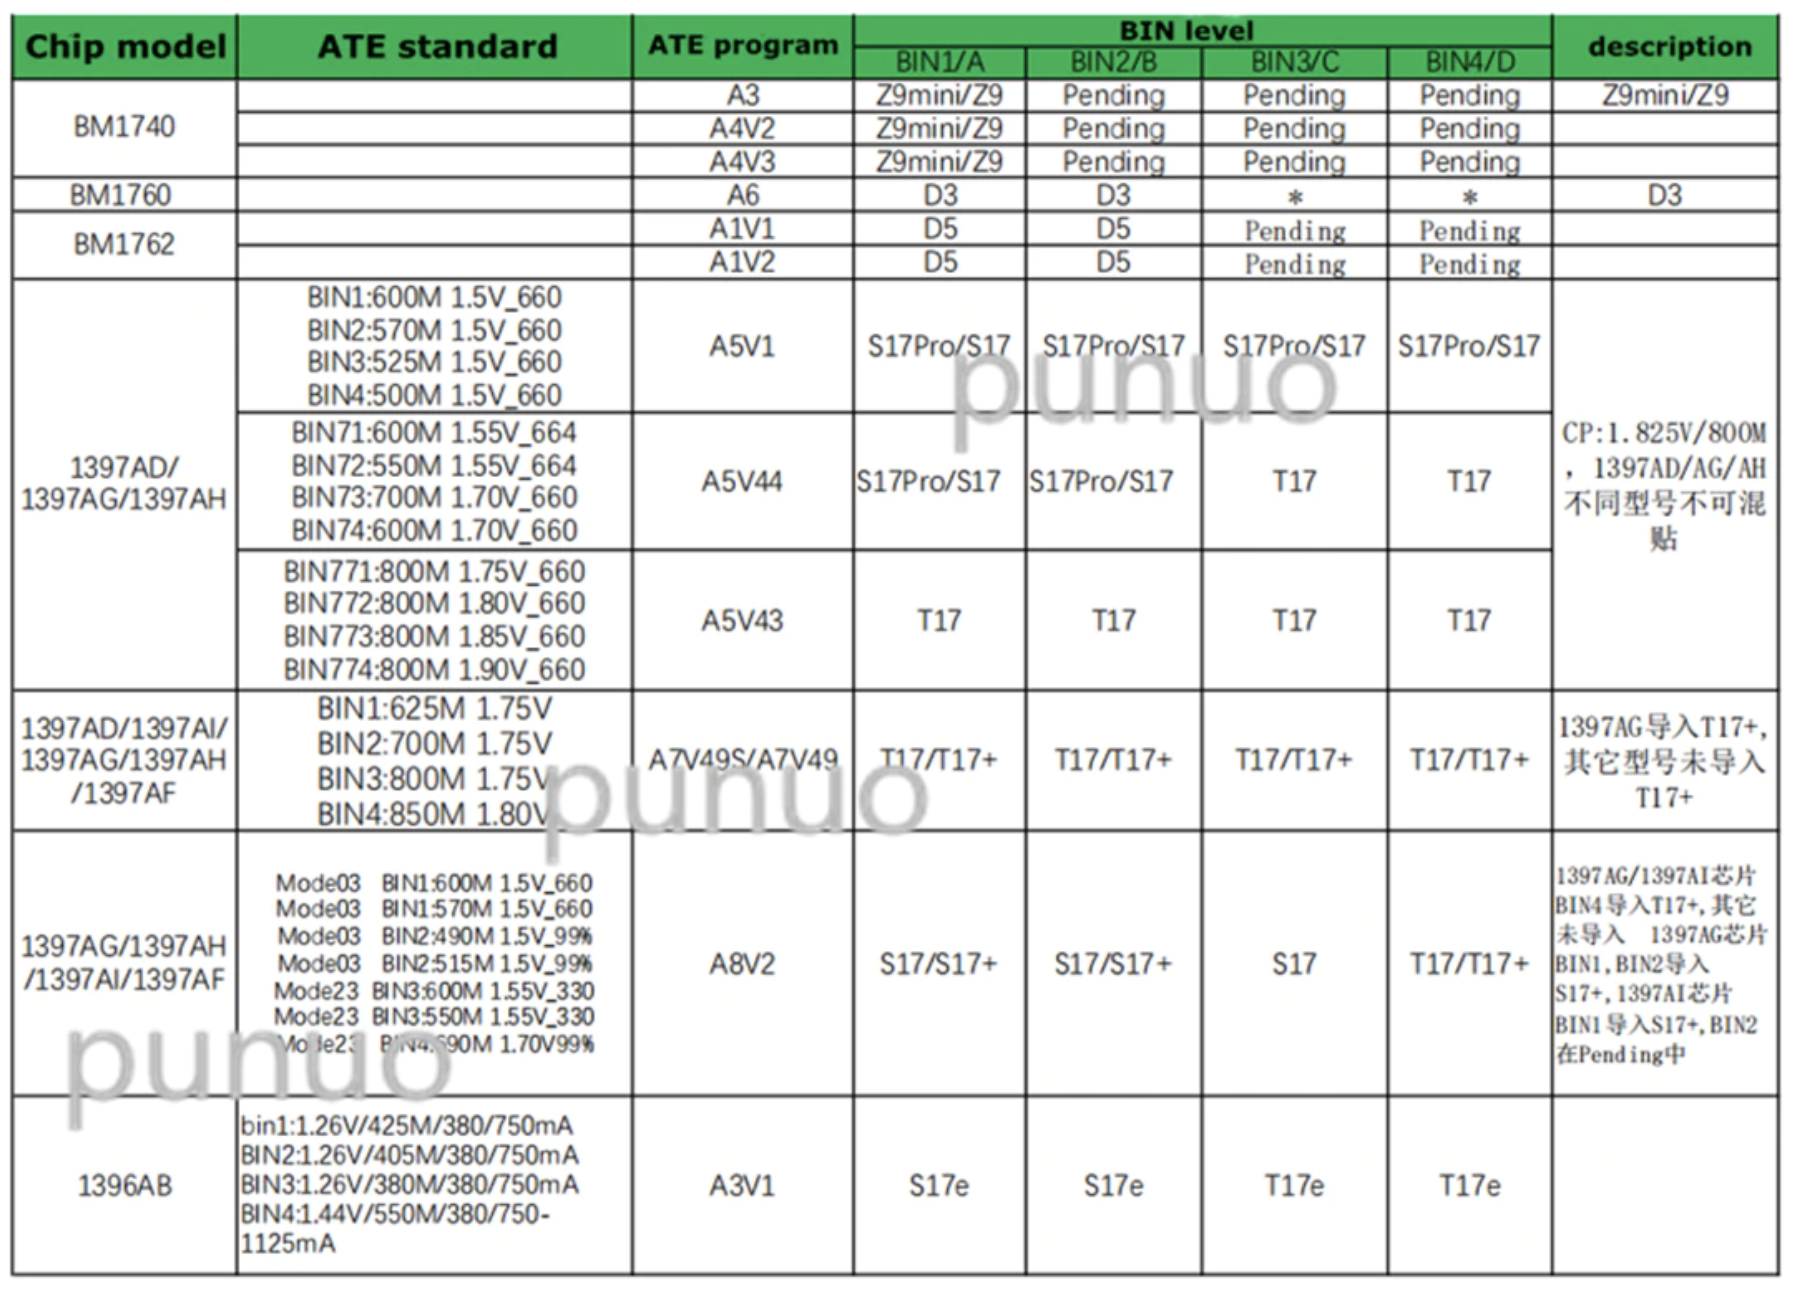 Chip model ATE standard ATE program BIN level description
BIN1/A BIN2/B BIN3/C BIN4/D
BM1740
A3 Z9mini/Z9 Pending Pending Pending Z9mini/Z9
A4V2 Z9mini/Z9 Pending Pending Pending
A4V3 Z9mini/Z9 Pending Pending Pending
BM1760 A6 D3 D3 * * D3
BM1762
A1V1 D5 D5 Pending Pending
A1V2 D5 D5 Pending Pending
1397AD/
1397AG/1397AH
BIN1:600M 1.5V_660
BIN2:570M 1.5V_660
BIN3:525M 1.5V_660
BIN4:500M 1.5V_660
A5V1 S17Pro/S17 S17Pro/S17 S17Pro/S17 S17Pro/S17
BIN71:600M 1.55V_664
BIN72:550M 1.55V_664
BIN73:700M 1.70V_660
BIN74:600M 1.70V_660
A5V44 S17Pro/S17 S17Pro/S17 T17 T17
BIN771:800M 1.75V_660
BIN772:800M 1.80V_660
BIN773:800M 1.85V_660
BIN774:800M 1.90V_660
A5V43 T17 T17 T17 T17
CP:1.825V/800M
, 1397AD/AG/AH
不同型号不可混
贴
1397AD/1397AI/
1397AG/1397AH
/1397AF
BIN1:625M 1.75V
BIN2:700M 1.75V
BIN3:800M 1.75V
BIN4:850M 1.80V
A7V49S/A7V49 T17/T17+ T17/T17+ T17/T17+ T17/T17+
1397AG导入T17+,
其它型号未导入
T17+
1397AG/1397AH
/1397AI/1397AF
Mode03 BIN1:600M 1.5V_660
Mode03 BIN1:570M 1.5V_660
Mode03 BIN2:490M 1.5V_99%
Mode03 BIN2:515M 1.5V_99%
Mode23 BIN3:600M 1.55V_330
Mode23 BIN3:550M 1.55V_330
Mode23 BIN4:690M 1.70V99%
A8V2 S17/S17+ S17/S17+ S17 T17/T17+
1397AG/1397AI芯片
BIN4导入T17+,其它
未导入 1397AG芯片
BIN1,BIN2导入
S17+,1397AI芯片
BIN1导入S17+,BIN2
在Pending中
1396AB
bin1:1.26V/425M/380/750mA
BIN2:1.26V/405M/380/750mA
BIN3:1.26V/380M/380/750mA
BIN4:1.44V/550M/380/750-
1125mA
A3V1 S17e S17e T17e T17e
punuo
punuo
punuo